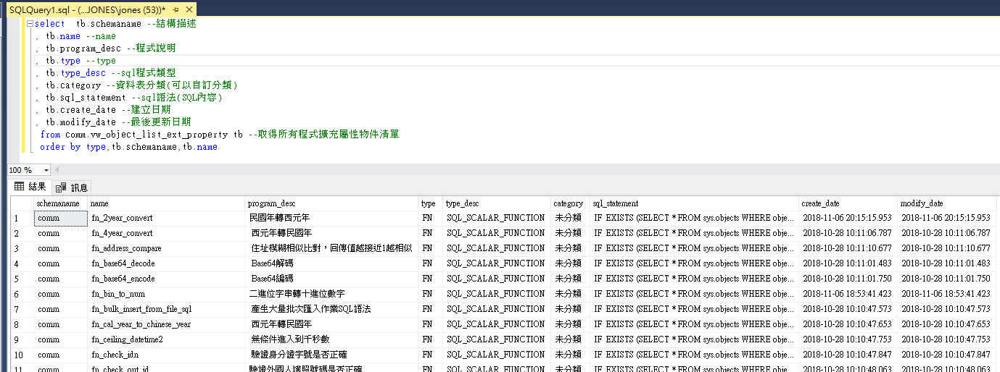 SQLQuery1.sql - (...JONES\jones (53))*
select  tb.schemaname --結構描述
, tb.name --name
, tb.program_desc --程式說明
, tb.type --type
, tb.type_desc --sql程式類型
, tb.category --資料表分類(可以自訂分類)
, tb.sql_statement --sql語法(SQL內容)
, tb.create_date --建立日期
, tb.modify_date --最後更新日期
from comm.vw_object_list_ext_property tb --取得所有程式擴充屬性物件清單
order by type,tb.schemaname,tb.name
100 %
結果 訊息
schemaname name program_desc type type_desc category sql_statement create_date modify_date
1 comm fn_2year_convert 民國年轉西元年 FN SQL_SCALAR_FUNCTION 未分類 IF EXISTS (SELECT * FROM sys.objects WHERE obje... 2018-11-06 20:15:15.953 2018-11-06 20:15:15.953
2 comm fn_4year_convert 西元年轉民國年 FN SQL_SCALAR_FUNCTION 未分類 IF EXISTS (SELECT * FROM sys.objects WHERE obje... 2018-10-28 10:11:06.787 2018-10-28 10:11:06.787
3 comm fn_address_compare 住址模糊相似比對，回傳值越接近1越相似 FN SQL_SCALAR_FUNCTION 未分類 IF EXISTS (SELECT * FROM sys.objects WHERE obje... 2018-10-28 10:11:10.677 2018-10-28 10:11:10.677
4 comm fn_base64_decode Base64解碼 FN SQL_SCALAR_FUNCTION 未分類 IF EXISTS (SELECT * FROM sys.objects WHERE obje... 2018-10-28 10:11:01.483 2018-10-28 10:11:01.483
5 comm fn_base64_encode Base64編碼 FN SQL_SCALAR_FUNCTION 未分類 IF EXISTS (SELECT * FROM sys.objects WHERE obje... 2018-10-28 10:11:01.750 2018-10-28 10:11:01.750
6 comm fn_bin_to_num 二進位字串轉十進位數字 FN SQL_SCALAR_FUNCTION 未分類 IF EXISTS (SELECT * FROM sys.objects WHERE obje... 2018-11-06 18:53:41.423 2018-11-06 18:53:41.423
7 comm fn_bulk_insert_from_file_sql 產生大量批次匯入作業SQL語法 FN SQL_SCALAR_FUNCTION 未分類 IF EXISTS (SELECT * FROM sys.objects WHERE obje... 2018-10-28 10:10:47.573 2018-10-28 10:10:47.573
8 comm fn_cal_year_to_chinese_year 西元年轉民國年 FN SQL_SCALAR_FUNCTION 未分類 IF EXISTS (SELECT * FROM sys.objects WHERE obje... 2018-10-28 10:10:47.653 2018-10-28 10:10:47.653
9 comm fn_ceiling_datetime2 無條件進入到千秒數 FN SQL_SCALAR_FUNCTION 未分類 IF EXISTS (SELECT * FROM sys.objects WHERE obje... 2018-10-28 10:10:47.753 2018-10-28 10:10:47.753
10 comm fn_check_idn 驗證身分證字號是否正確 FN SQL_SCALAR_FUNCTION 未分類 IF EXISTS (SELECT * FROM sys.objects WHERE obje... 2018-10-28 10:10:47.847 2018-10-28 10:10:47.847
11 comm fn_check_out_id 驗證外國人護照號碼是否正確 FN SQL_SCALAR_FUNCTION 未分類 IF EXISTS (SELECT * FROM sys.objects WHERE obje... 2018-10-28 10:10:48.063 2018-10-28 10:10:48.063